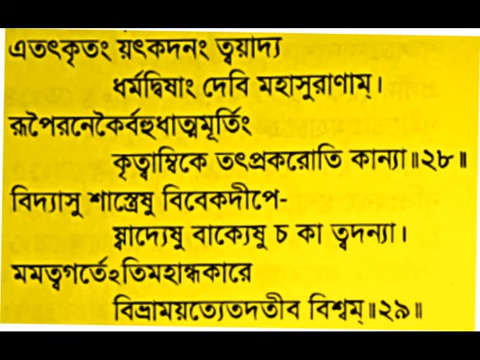 এতৎকৃতং য়ৎকদনং ত্বয়াদ্য
ধর্মদ্বিষাং দেবি মহাসুরাণাম্।
রূপৈরনেকৈর্বহুধাত্মমূর্তিং
কৃত্বাম্বিকে তৎপ্রকরোতি কান্যা॥২৮॥
বিদ্যাসু শাস্ত্রেষু বিবেকদীপে-
ষ্বাদ্যেষু বাক্যেষু চ কা ত্বদন্যা।
মমত্বগর্তেঽতিমহান্ধকারে
বিভ্রাময়ত্যেতদতীব বিশ্বম্॥২৯॥